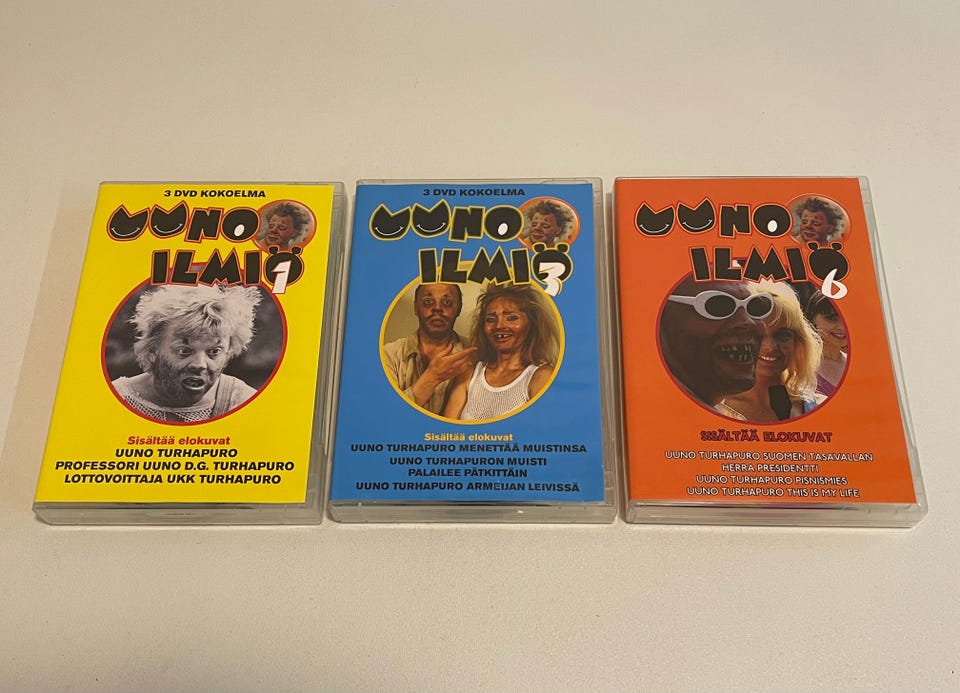 3 DVD KOKOELMA
UUNO
ILMIÖ
1
Sisältää elokuvat
UUNO TURHAPURO
PROFESSORI UUNO D.G. TURHAPURO
LOTTOVOITTAJA UKK TURHAPURO
3 DVD KOKOELMA
UUNO
ILMIÖ
3
Sisältää elokuvat
UUNO TURHAPURO MENETTÄÄ MUISTINSA
UUNO TURHAPURON MUISTI
PALAILEE PÄTKITTÄIN
UUNO TURHAPURO ARMEIJAN LEIVISSÄ
UUNO
ILMIÖ
6
SISÄLTÄÄ ELOKUVAT
UUNO TURHAPURO SUOMEN TASAVALLAN
HERRA PRESIDENTTI
UUNO TURHAPURO PISNISMIES
UUNO TURHAPURO THIS IS MY LIFE